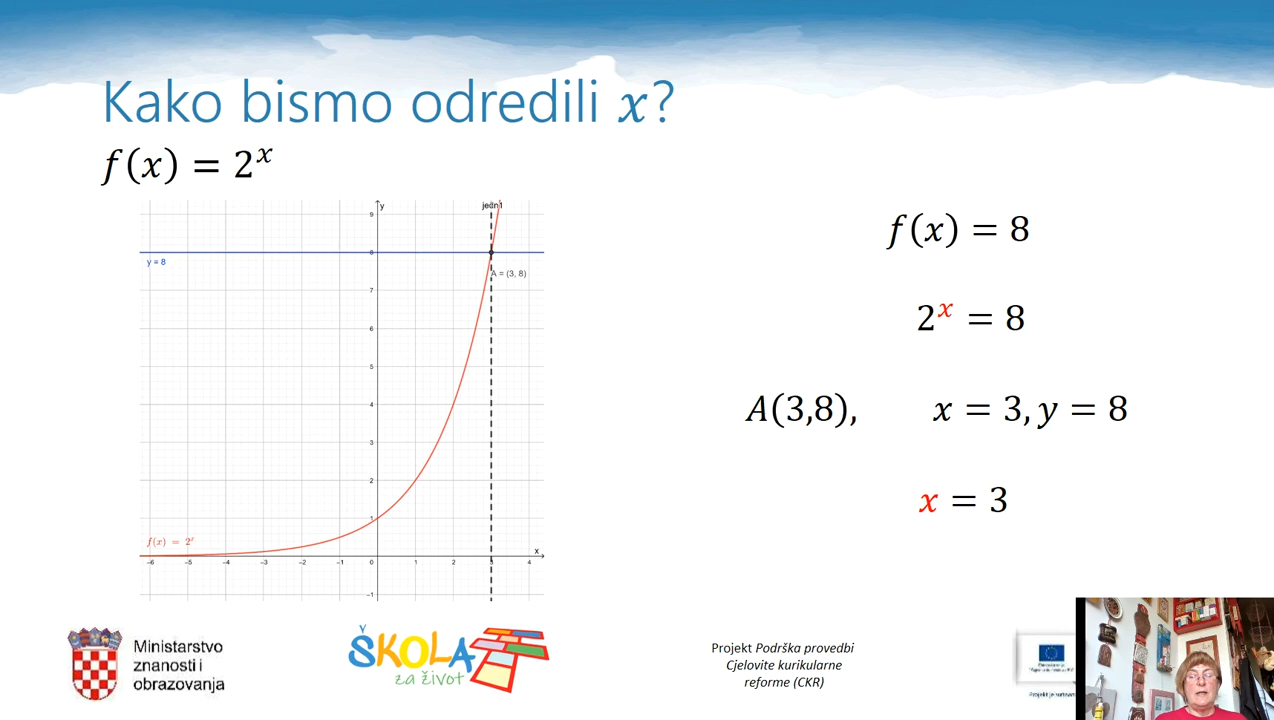 Kako bismo odredili x?
f(x) = 2^x
y
jedn1
9
8
y = 8
A = (3, 8)
7
6
5
4
3
2
1
f(x) = 2^x
x
-6 -5 -4 -3 -2 -1 0 1 2 3 4
-1
f(x) = 8
2^x = 8
A(3,8), x = 3, y = 8
x = 3
Ministarstvo
znanosti i
obrazovanja
ŠKOLA
za život
Projekt Podrška provedbi
Cjelovite kurikularne
reforme (CKR)